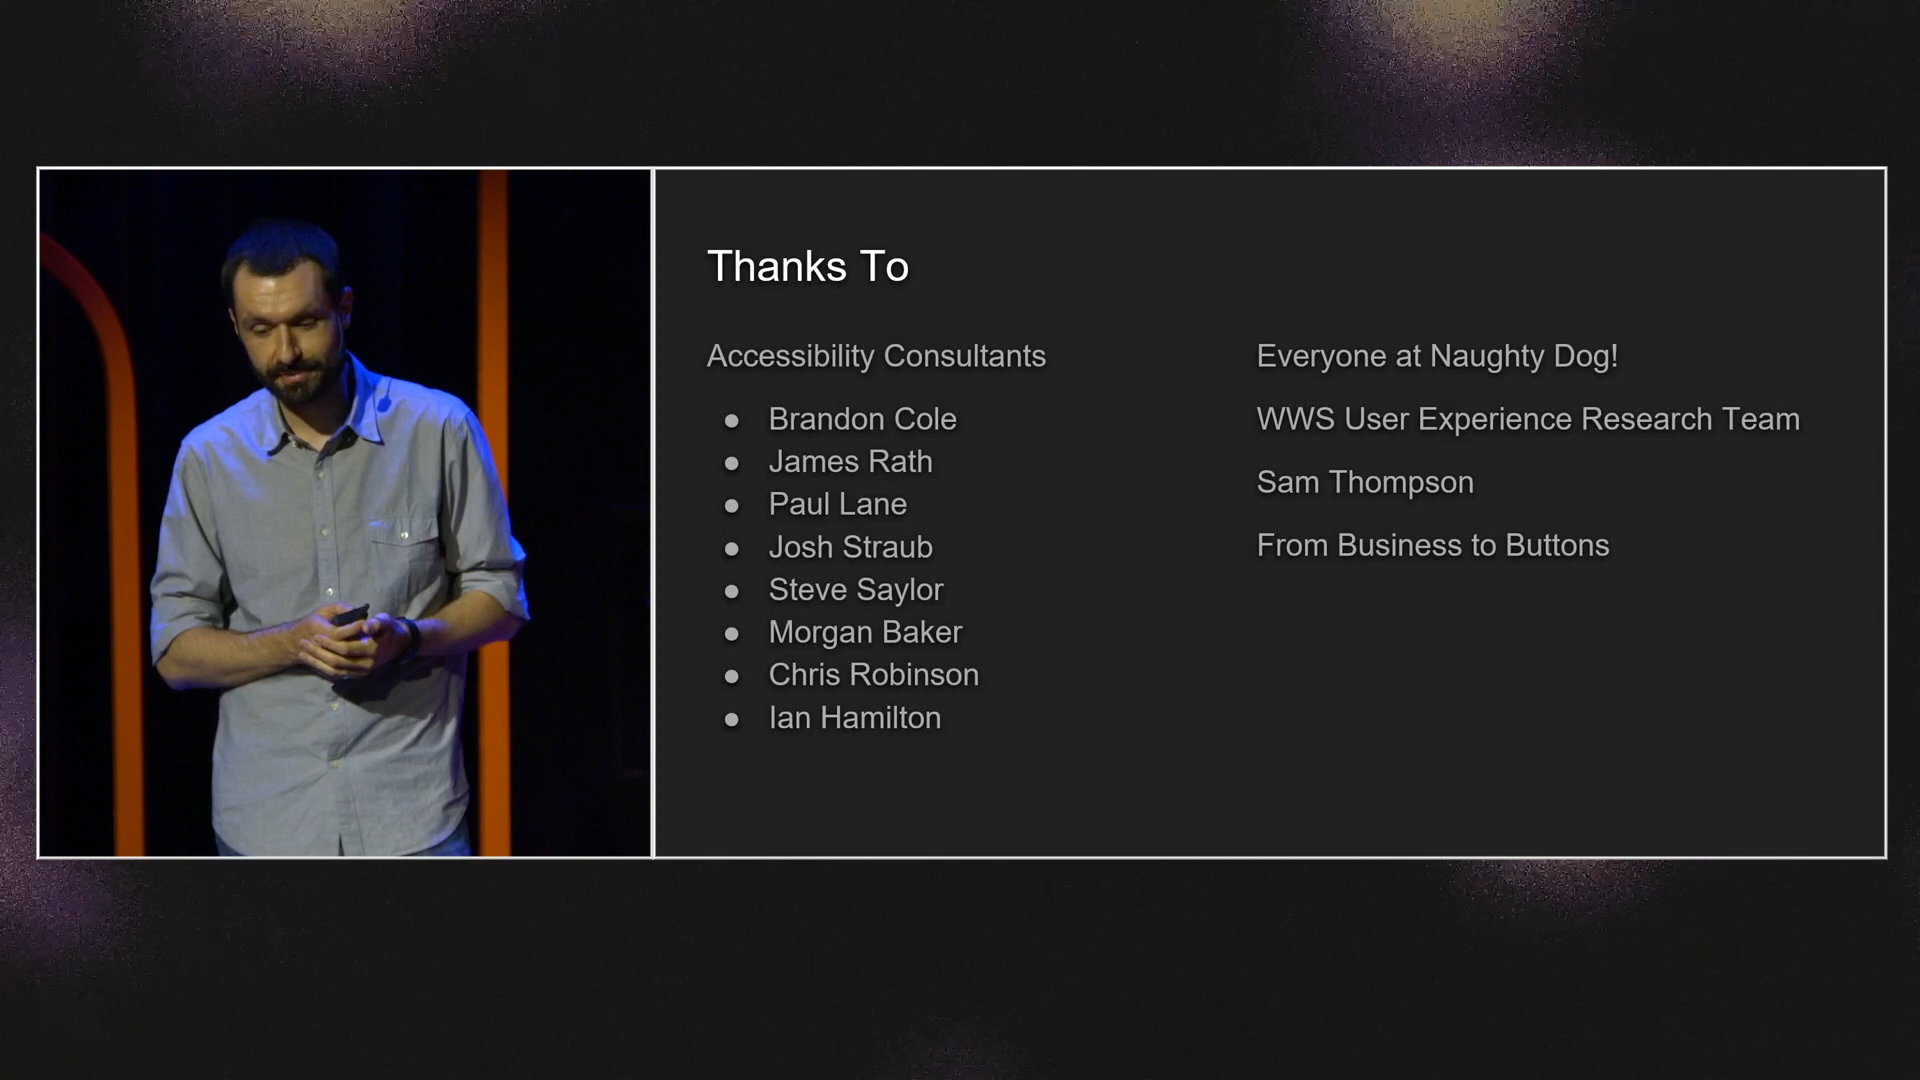 Thanks To
Accessibility Consultants
● Brandon Cole
● James Rath
● Paul Lane
● Josh Straub
● Steve Saylor
● Morgan Baker
● Chris Robinson
● Ian Hamilton
Everyone at Naughty Dog!
WWS User Experience Research Team
Sam Thompson
From Business to Buttons